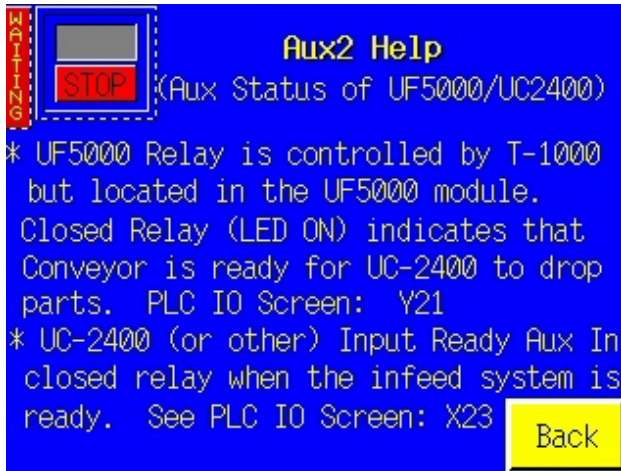 WAITING
STOP
Aux2 Help
(Aux Status of UF5000/UC2400)
* UF5000 Relay is controlled by T-1000
but located in the UF5000 module.
Closed Relay (LED ON) indicates that
Conveyor is ready for UC-2400 to drop
parts. PLC IO Screen: Y21
* UC-2400 (or other) Input Ready Aux In
closed relay when the infeed system is
ready. See PLC IO Screen: X23
Back